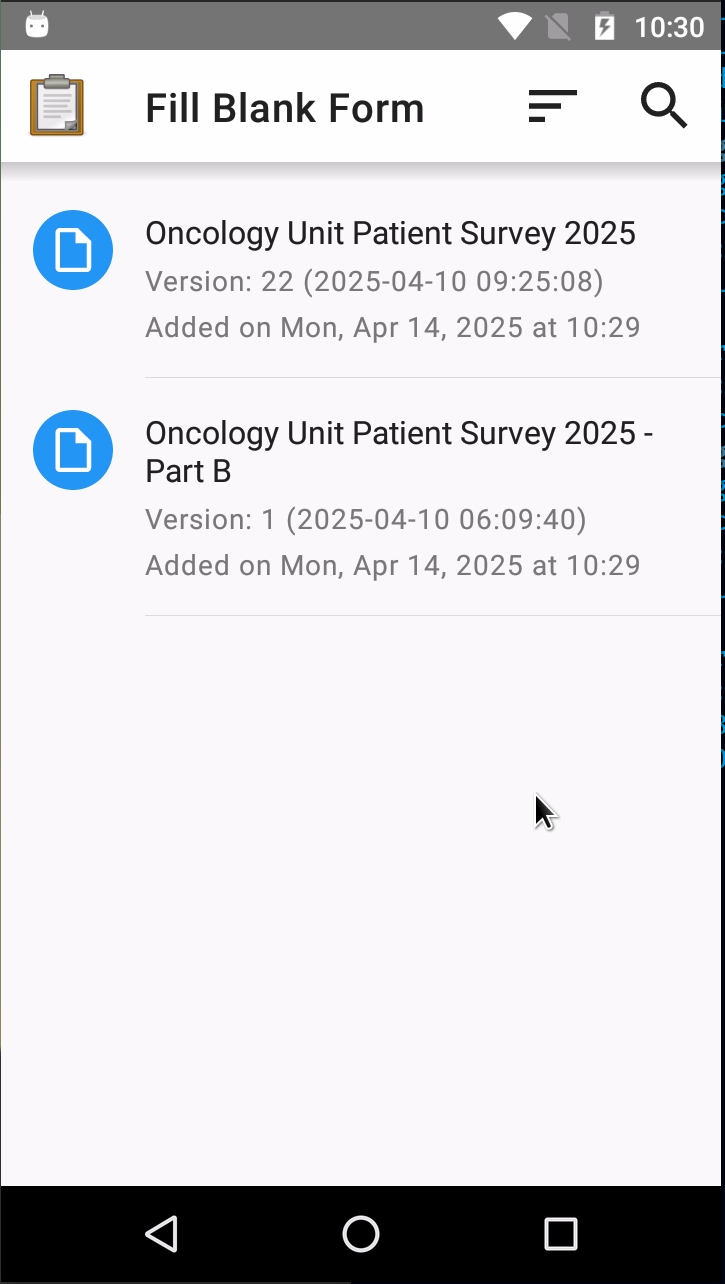 10:30
Fill Blank Form
Oncology Unit Patient Survey 2025
Version: 22 (2025-04-10 09:25:08)
Added on Mon, Apr 14, 2025 at 10:29
Oncology Unit Patient Survey 2025 -
Part B
Version: 1 (2025-04-10 06:09:40)
Added on Mon, Apr 14, 2025 at 10:29